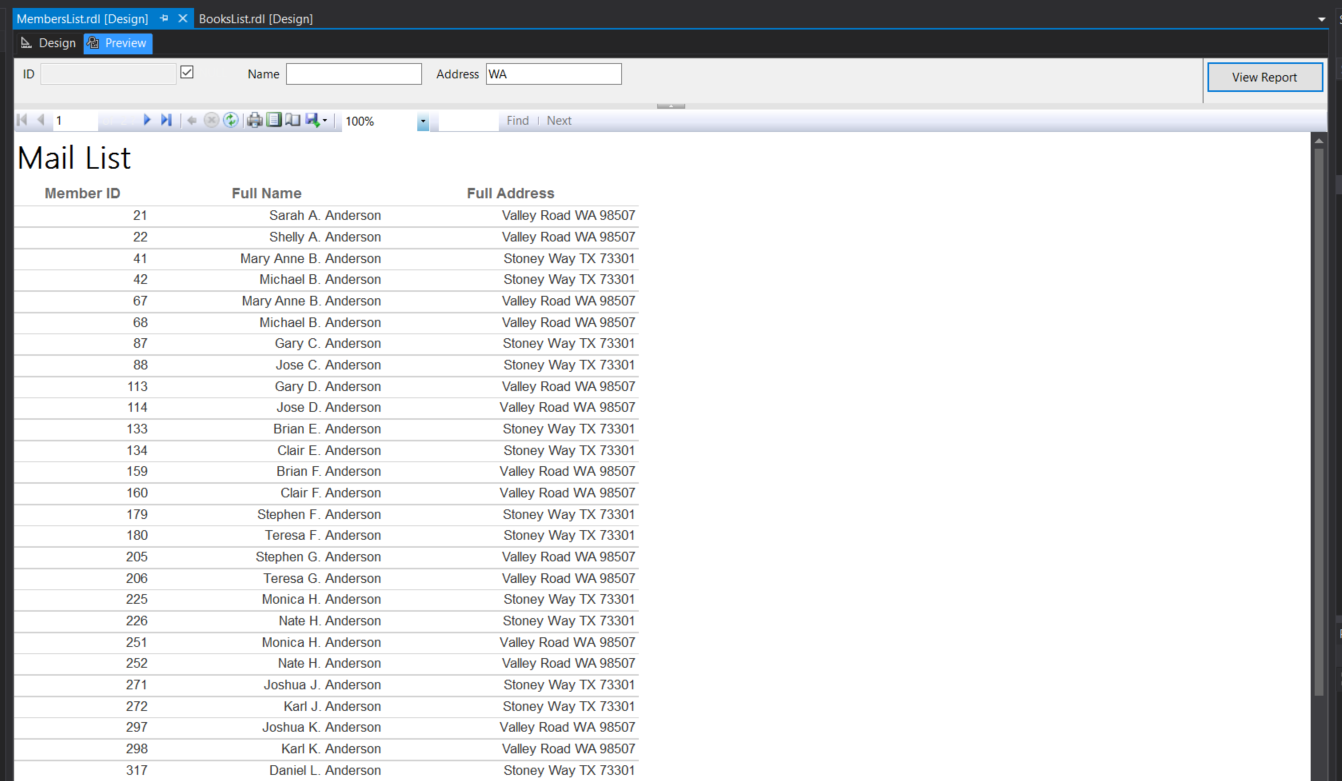 MembersList.rdl [Design] BooksList.rdl [Design]
Design Preview
ID Name Address WA View Report
1 100% Find | Next
Mail List
Member ID Full Name Full Address
21 Sarah A. Anderson Valley Road WA 98507
22 Shelly A. Anderson Valley Road WA 98507
41 Mary Anne B. Anderson Stoney Way TX 73301
42 Michael B. Anderson Stoney Way TX 73301
67 Mary Anne B. Anderson Valley Road WA 98507
68 Michael B. Anderson Valley Road WA 98507
87 Gary C. Anderson Stoney Way TX 73301
88 Jose C. Anderson Stoney Way TX 73301
113 Gary D. Anderson Valley Road WA 98507
114 Jose D. Anderson Valley Road WA 98507
133 Brian E. Anderson Stoney Way TX 73301
134 Clair E. Anderson Stoney Way TX 73301
159 Brian F. Anderson Valley Road WA 98507
160 Clair F. Anderson Valley Road WA 98507
179 Stephen F. Anderson Stoney Way TX 73301
180 Teresa F. Anderson Stoney Way TX 73301
205 Stephen G. Anderson Valley Road WA 98507
206 Teresa G. Anderson Valley Road WA 98507
225 Monica H. Anderson Stoney Way TX 73301
226 Nate H. Anderson Stoney Way TX 73301
251 Monica H. Anderson Valley Road WA 98507
252 Nate H. Anderson Valley Road WA 98507
271 Joshua J. Anderson Stoney Way TX 73301
272 Karl J. Anderson Stoney Way TX 73301
297 Joshua K. Anderson Valley Road WA 98507
298 Karl K. Anderson Valley Road WA 98507
317 Daniel L. Anderson Stoney Way TX 73301